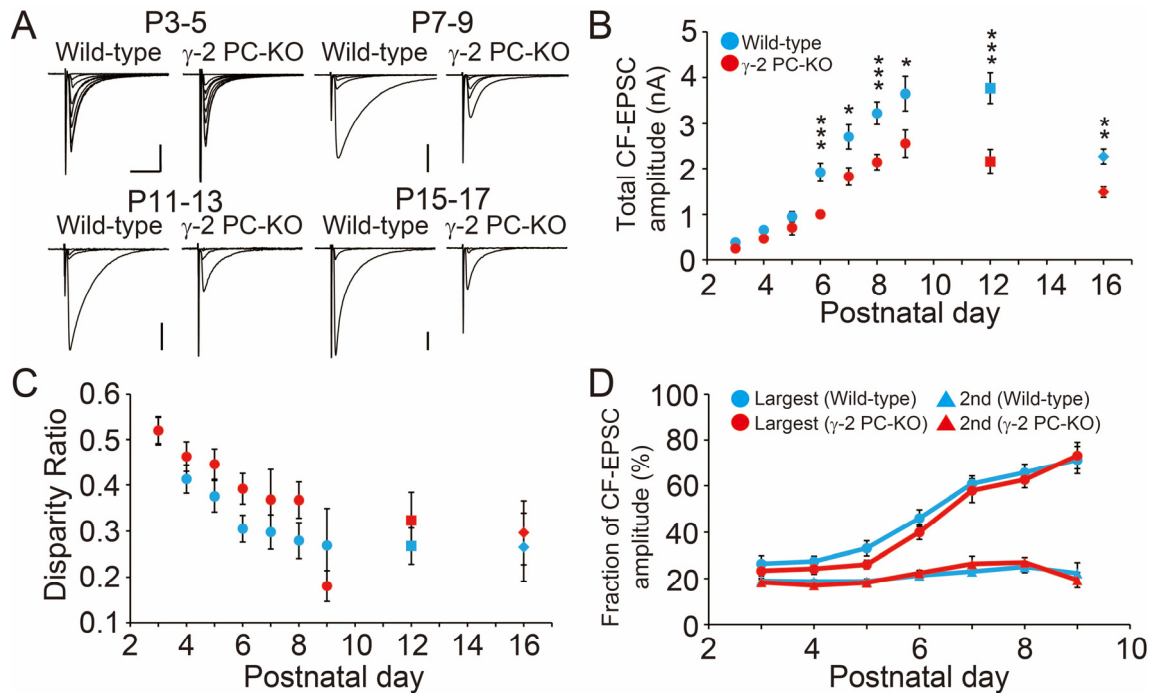 A
P3-5
P7-9
Wild-type γ-2 PC-KO Wild-type γ-2 PC-KO
P11-13
P15-17
Wild-type γ-2 PC-KO Wild-type γ-2 PC-KO
B
Wild-type
γ-2 PC-KO
Total CF-EPSC
amplitude (nA)
5
4
3
2
1
0
*** * *** * *** **
2 4 6 8 10 12 14 16
Postnatal day
C
Disparity Ratio
0.6
0.5
0.4
0.3
0.2
0.1
2 4 6 8 10 12 14 16
Postnatal day
D
Largest (Wild-type) 2nd (Wild-type)
Largest (γ-2 PC-KO) 2nd (γ-2 PC-KO)
Fraction of CF-EPSC
amplitude (%)
100
80
60
40
20
0
2 4 6 8 10
Postnatal day